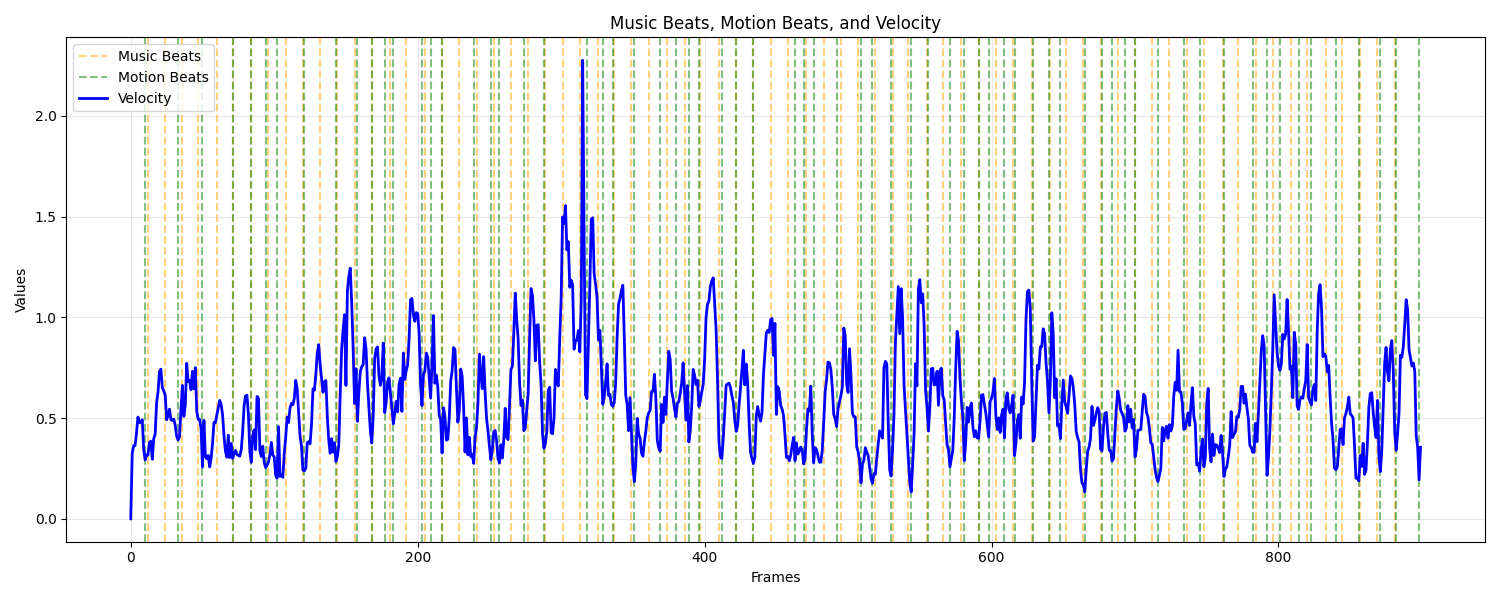 Music Beats, Motion Beats, and Velocity
Music Beats
Motion Beats
Velocity
Values
2.0
1.5
1.0
0.5
0.0
0 200 400 600 800
Frames